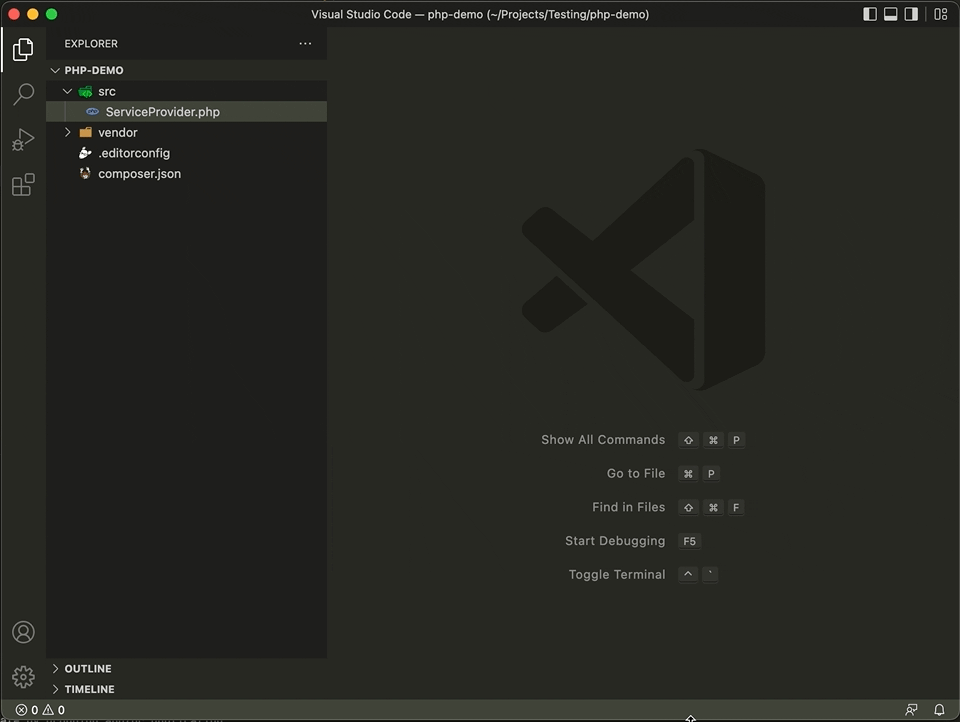 Visual Studio Code — php-demo (~/Projects/Testing/php-demo)
EXPLORER
PHP-DEMO
src
ServiceProvider.php
vendor
.editorconfig
composer.json
Show All Commands ⇧ ⌘ P
Go to File ⌘ P
Find in Files ⇧ ⌘ F
Start Debugging F5
Toggle Terminal ^ `
OUTLINE
TIMELINE
0 0